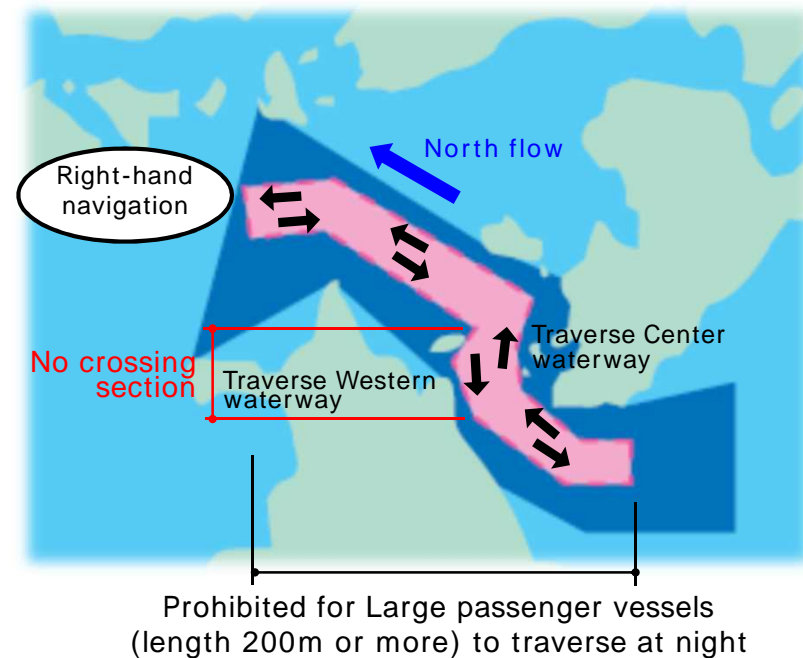 North flow
Right-hand
navigation
Traverse Center
waterway
No crossing
section
Traverse Western
waterway
Prohibited for Large passenger vessels
(length 200m or more) to traverse at night